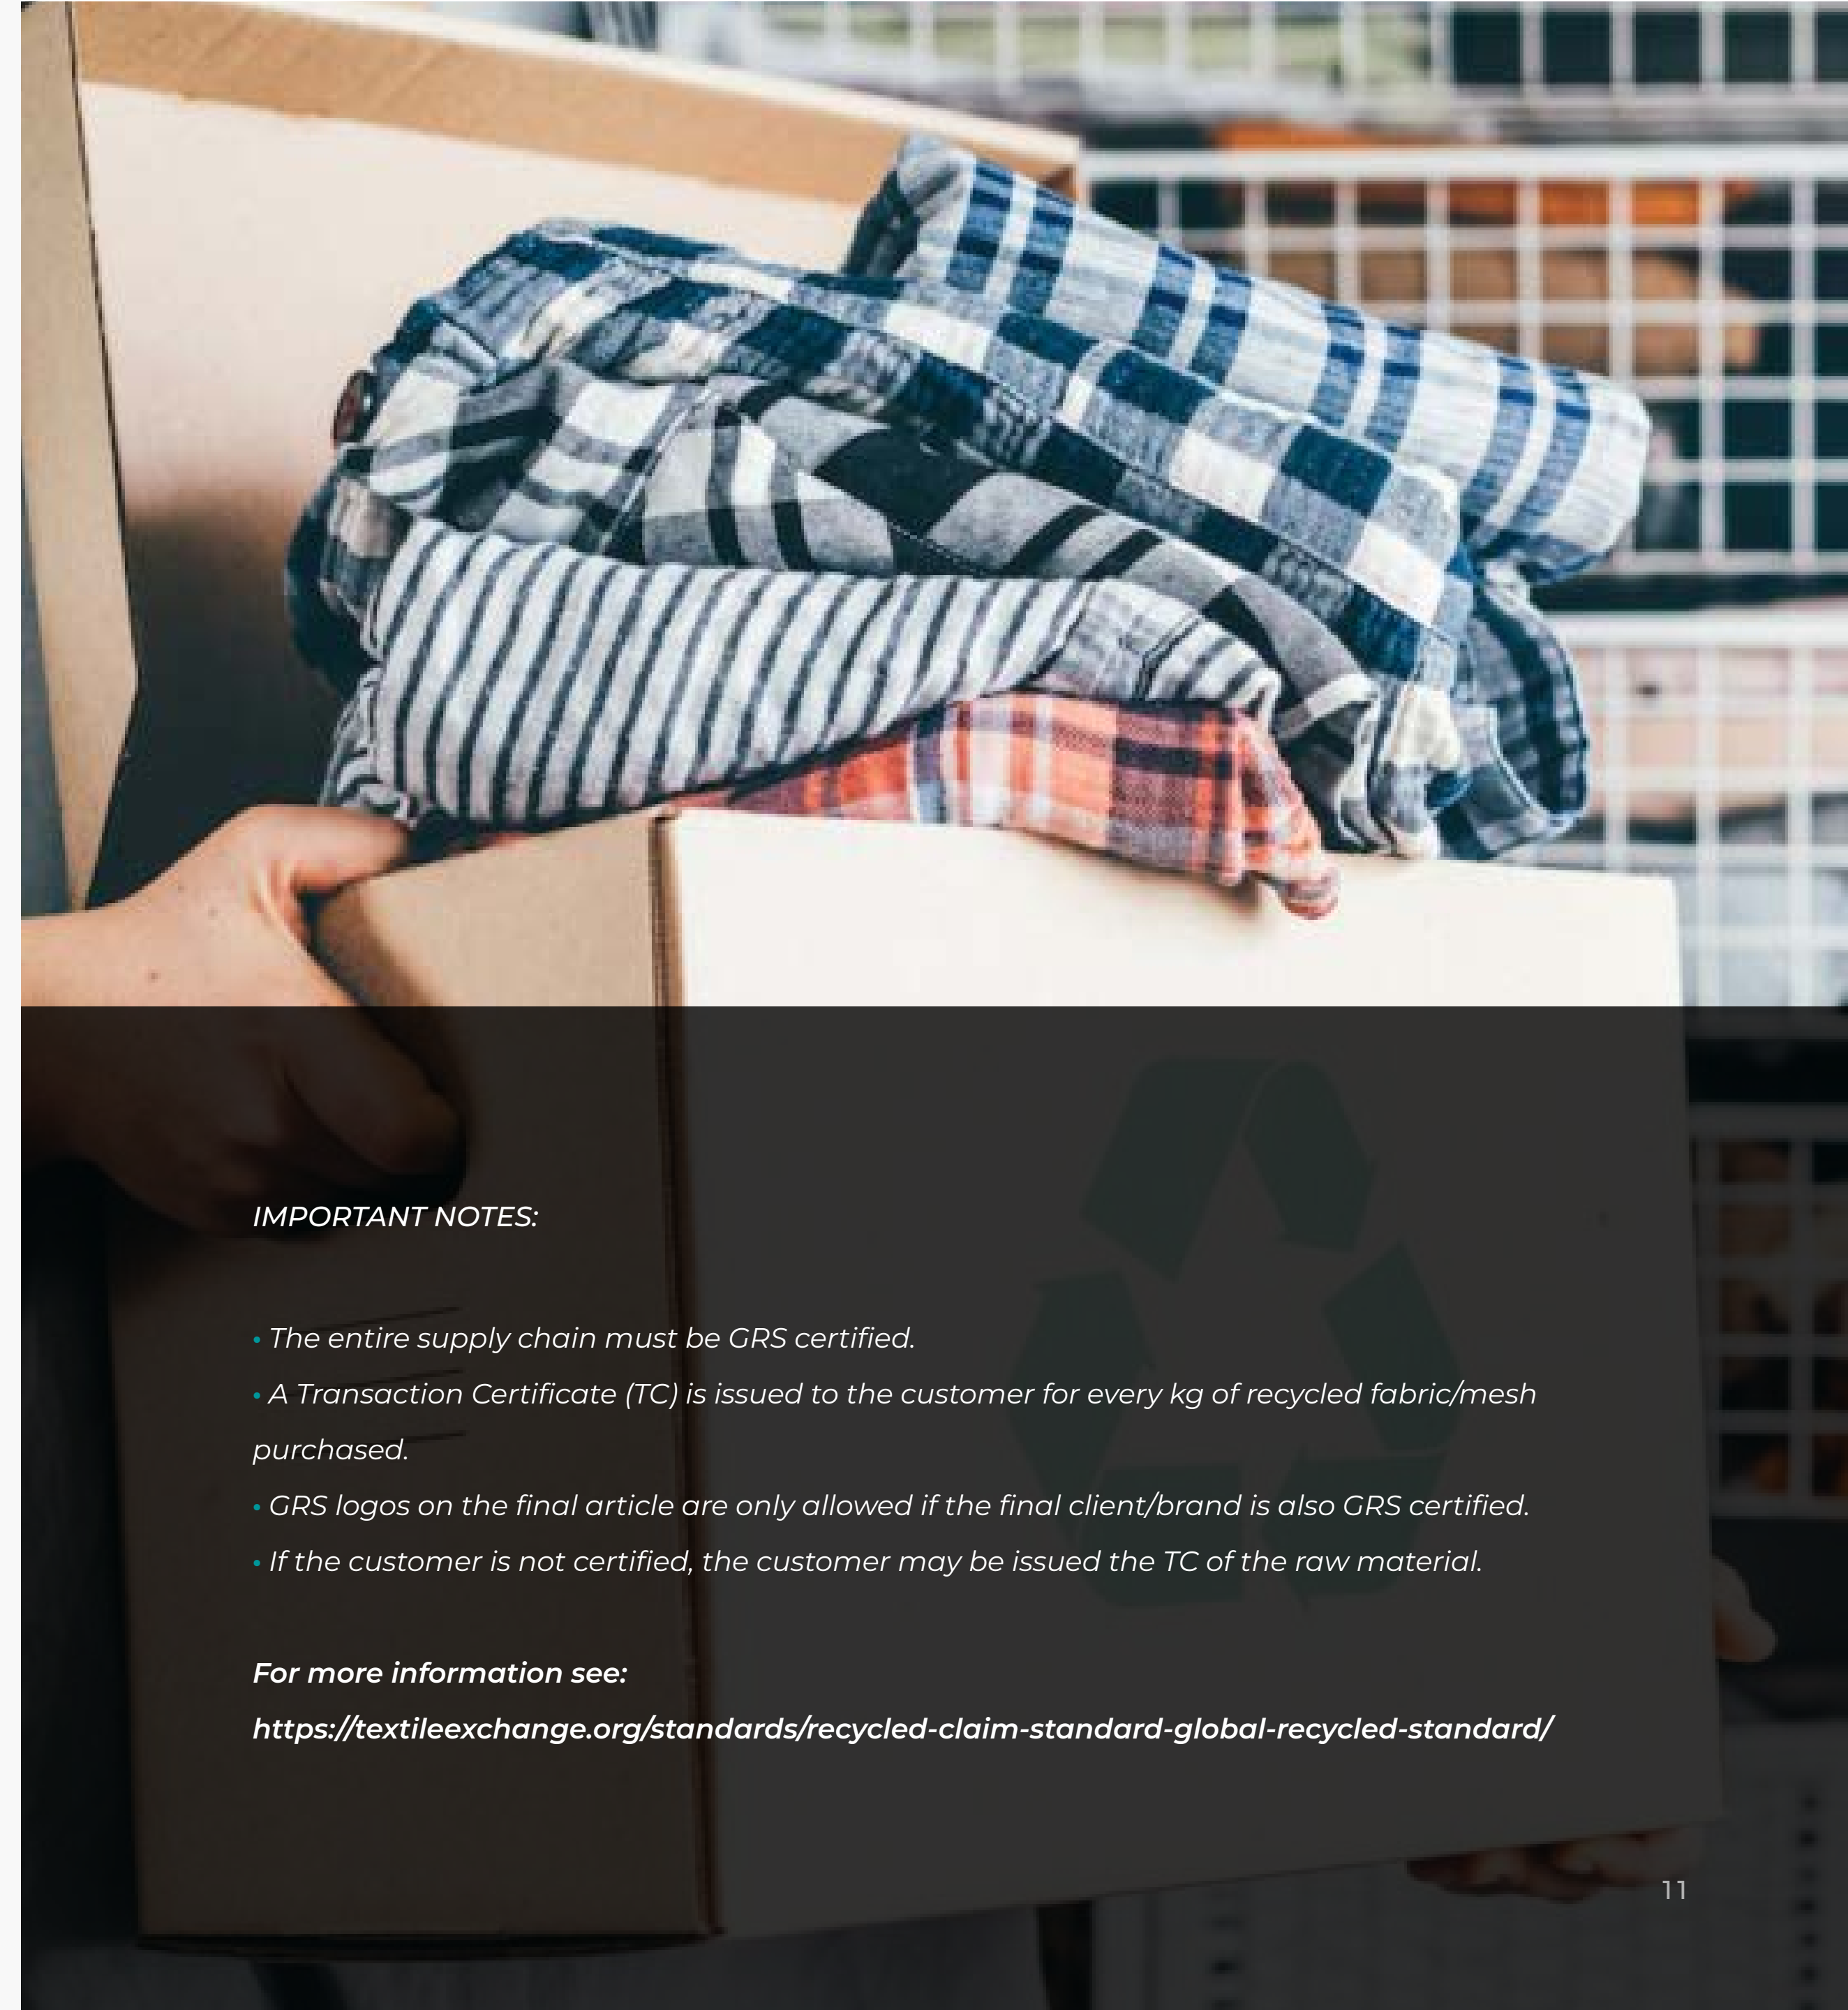 IMPORTANT NOTES:
• The entire supply chain must be GRS certified.
• A Transaction Certificate (TC) is issued to the customer for every kg of recycled fabric/mesh
purchased.
• GRS logos on the final article are only allowed if the final client/brand is also GRS certified.
• If the customer is not certified, the customer may be issued the TC of the raw material.
For more information see:
https://textileexchange.org/standards/recycled-claim-standard-global-recycled-standard/
11